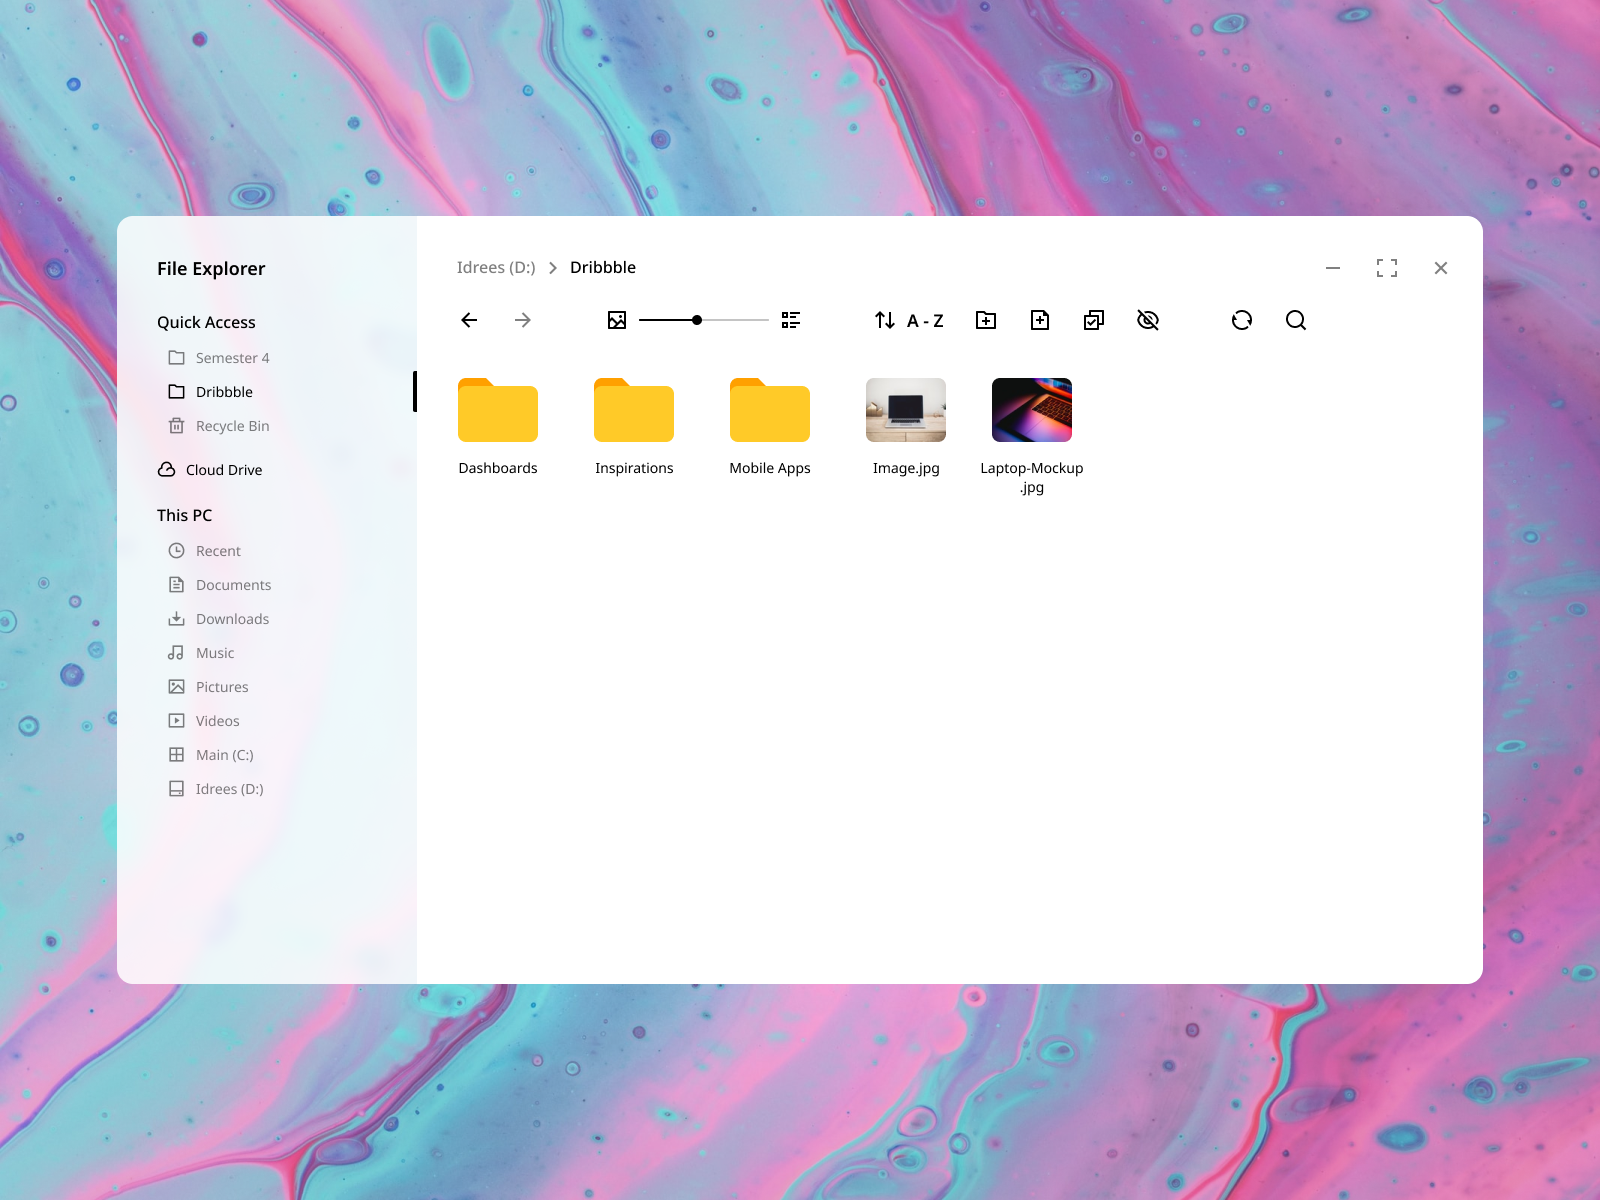 File Explorer
Quick Access
Semester 4
Dribbble
Recycle Bin
Cloud Drive
This PC
Recent
Documents
Downloads
Music
Pictures
Videos
Main (C:)
Idrees (D:)
Idrees (D:) > Dribbble
A - Z
Dashboards
Inspirations
Mobile Apps
Image.jpg
Laptop-Mockup
.jpg